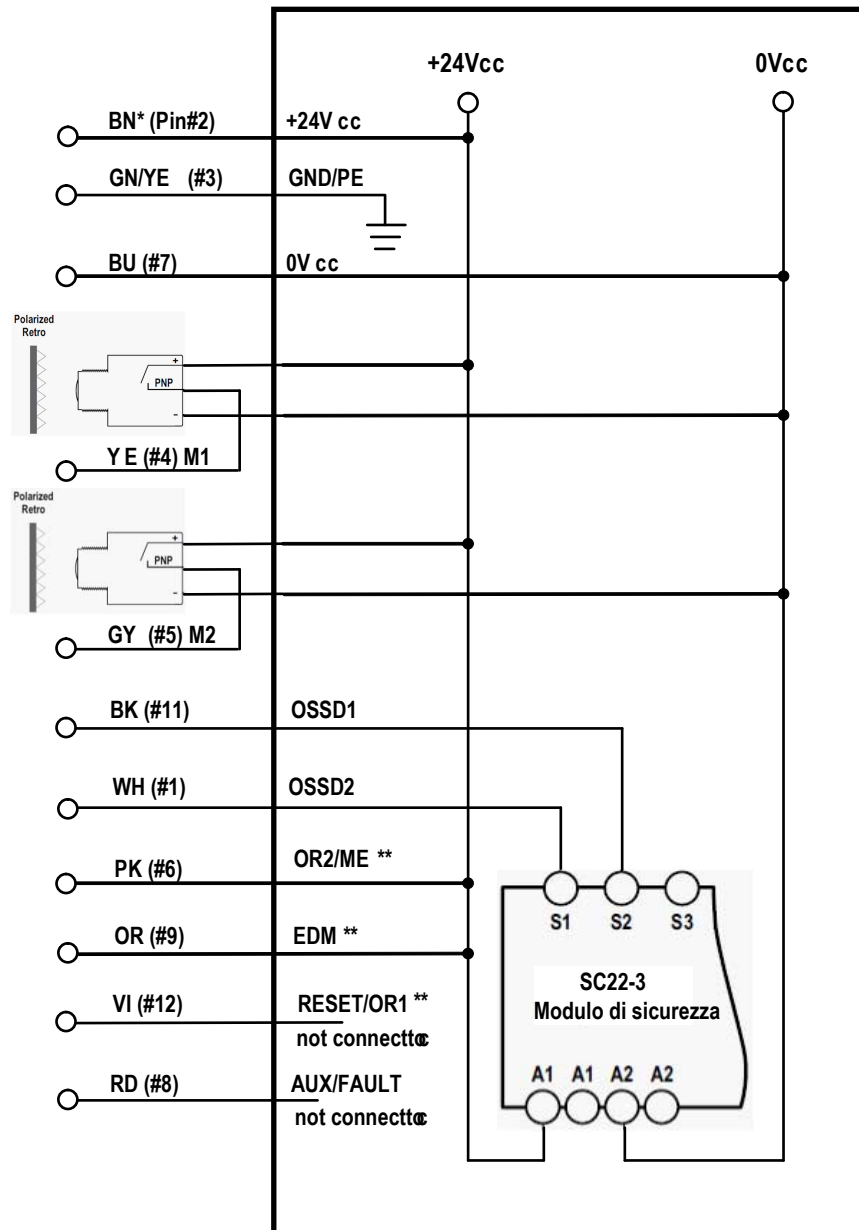 +24Vcc 0Vcc
BN* (Pin#2) +24V cc
GN/YE (#3) GND/PE
BU (#7) 0V cc
Polarized
Retro
+
PNP
-
YE (#4) M1
Polarized
Retro
+
PNP
-
GY (#5) M2
BK (#11) OSSD1
WH (#1) OSSD2
PK (#6) OR2/ME **
OR (#9) EDM **
S1 S2 S3
SC22-3
Modulo di sicurezza
VI (#12) RESET/OR1 **
not connecttoc
RD (#8) AUX/FAULT
not connecttoc
A1 A1 A2 A2